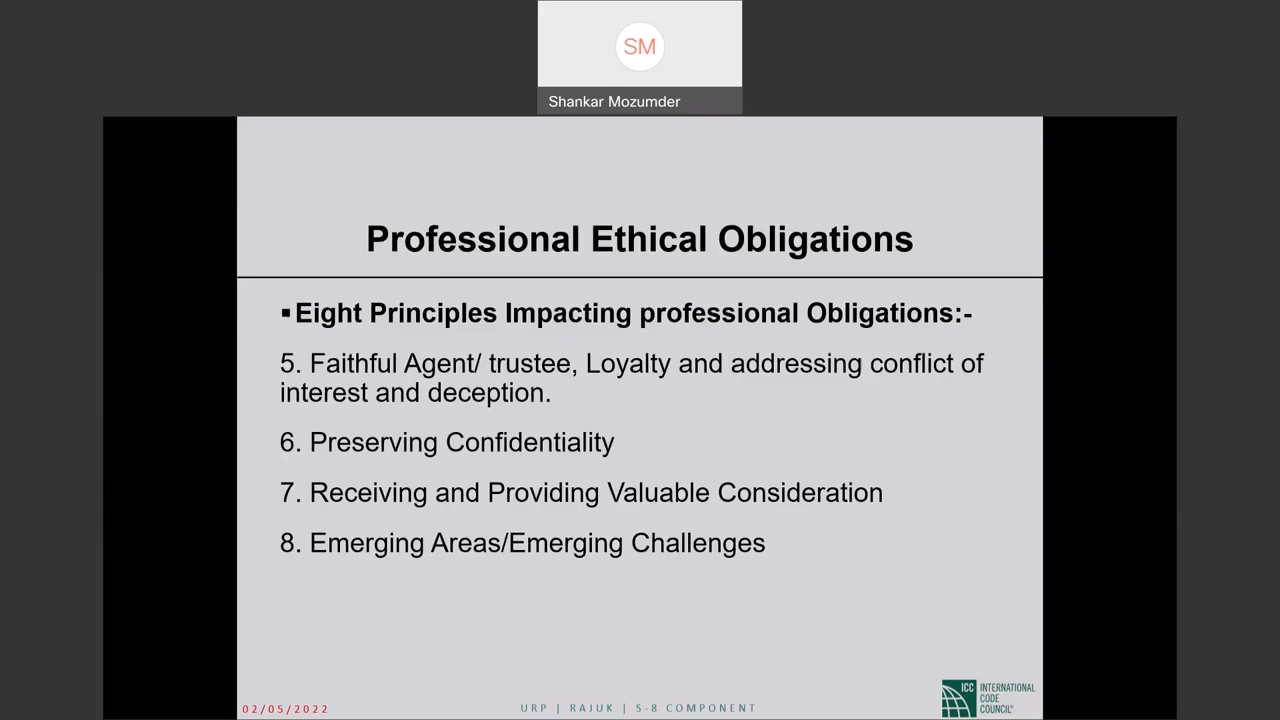 SM
Shankar Mozumder
Professional Ethical Obligations
▪Eight Principles Impacting professional Obligations:-
5. Faithful Agent/ trustee, Loyalty and addressing conflict of
interest and deception.
6. Preserving Confidentiality
7. Receiving and Providing Valuable Consideration
8. Emerging Areas/Emerging Challenges
02/05/2022
URP | RAJUK | S-8 COMPONENT
ICC
INTERNATIONAL
CODE
COUNCIL®